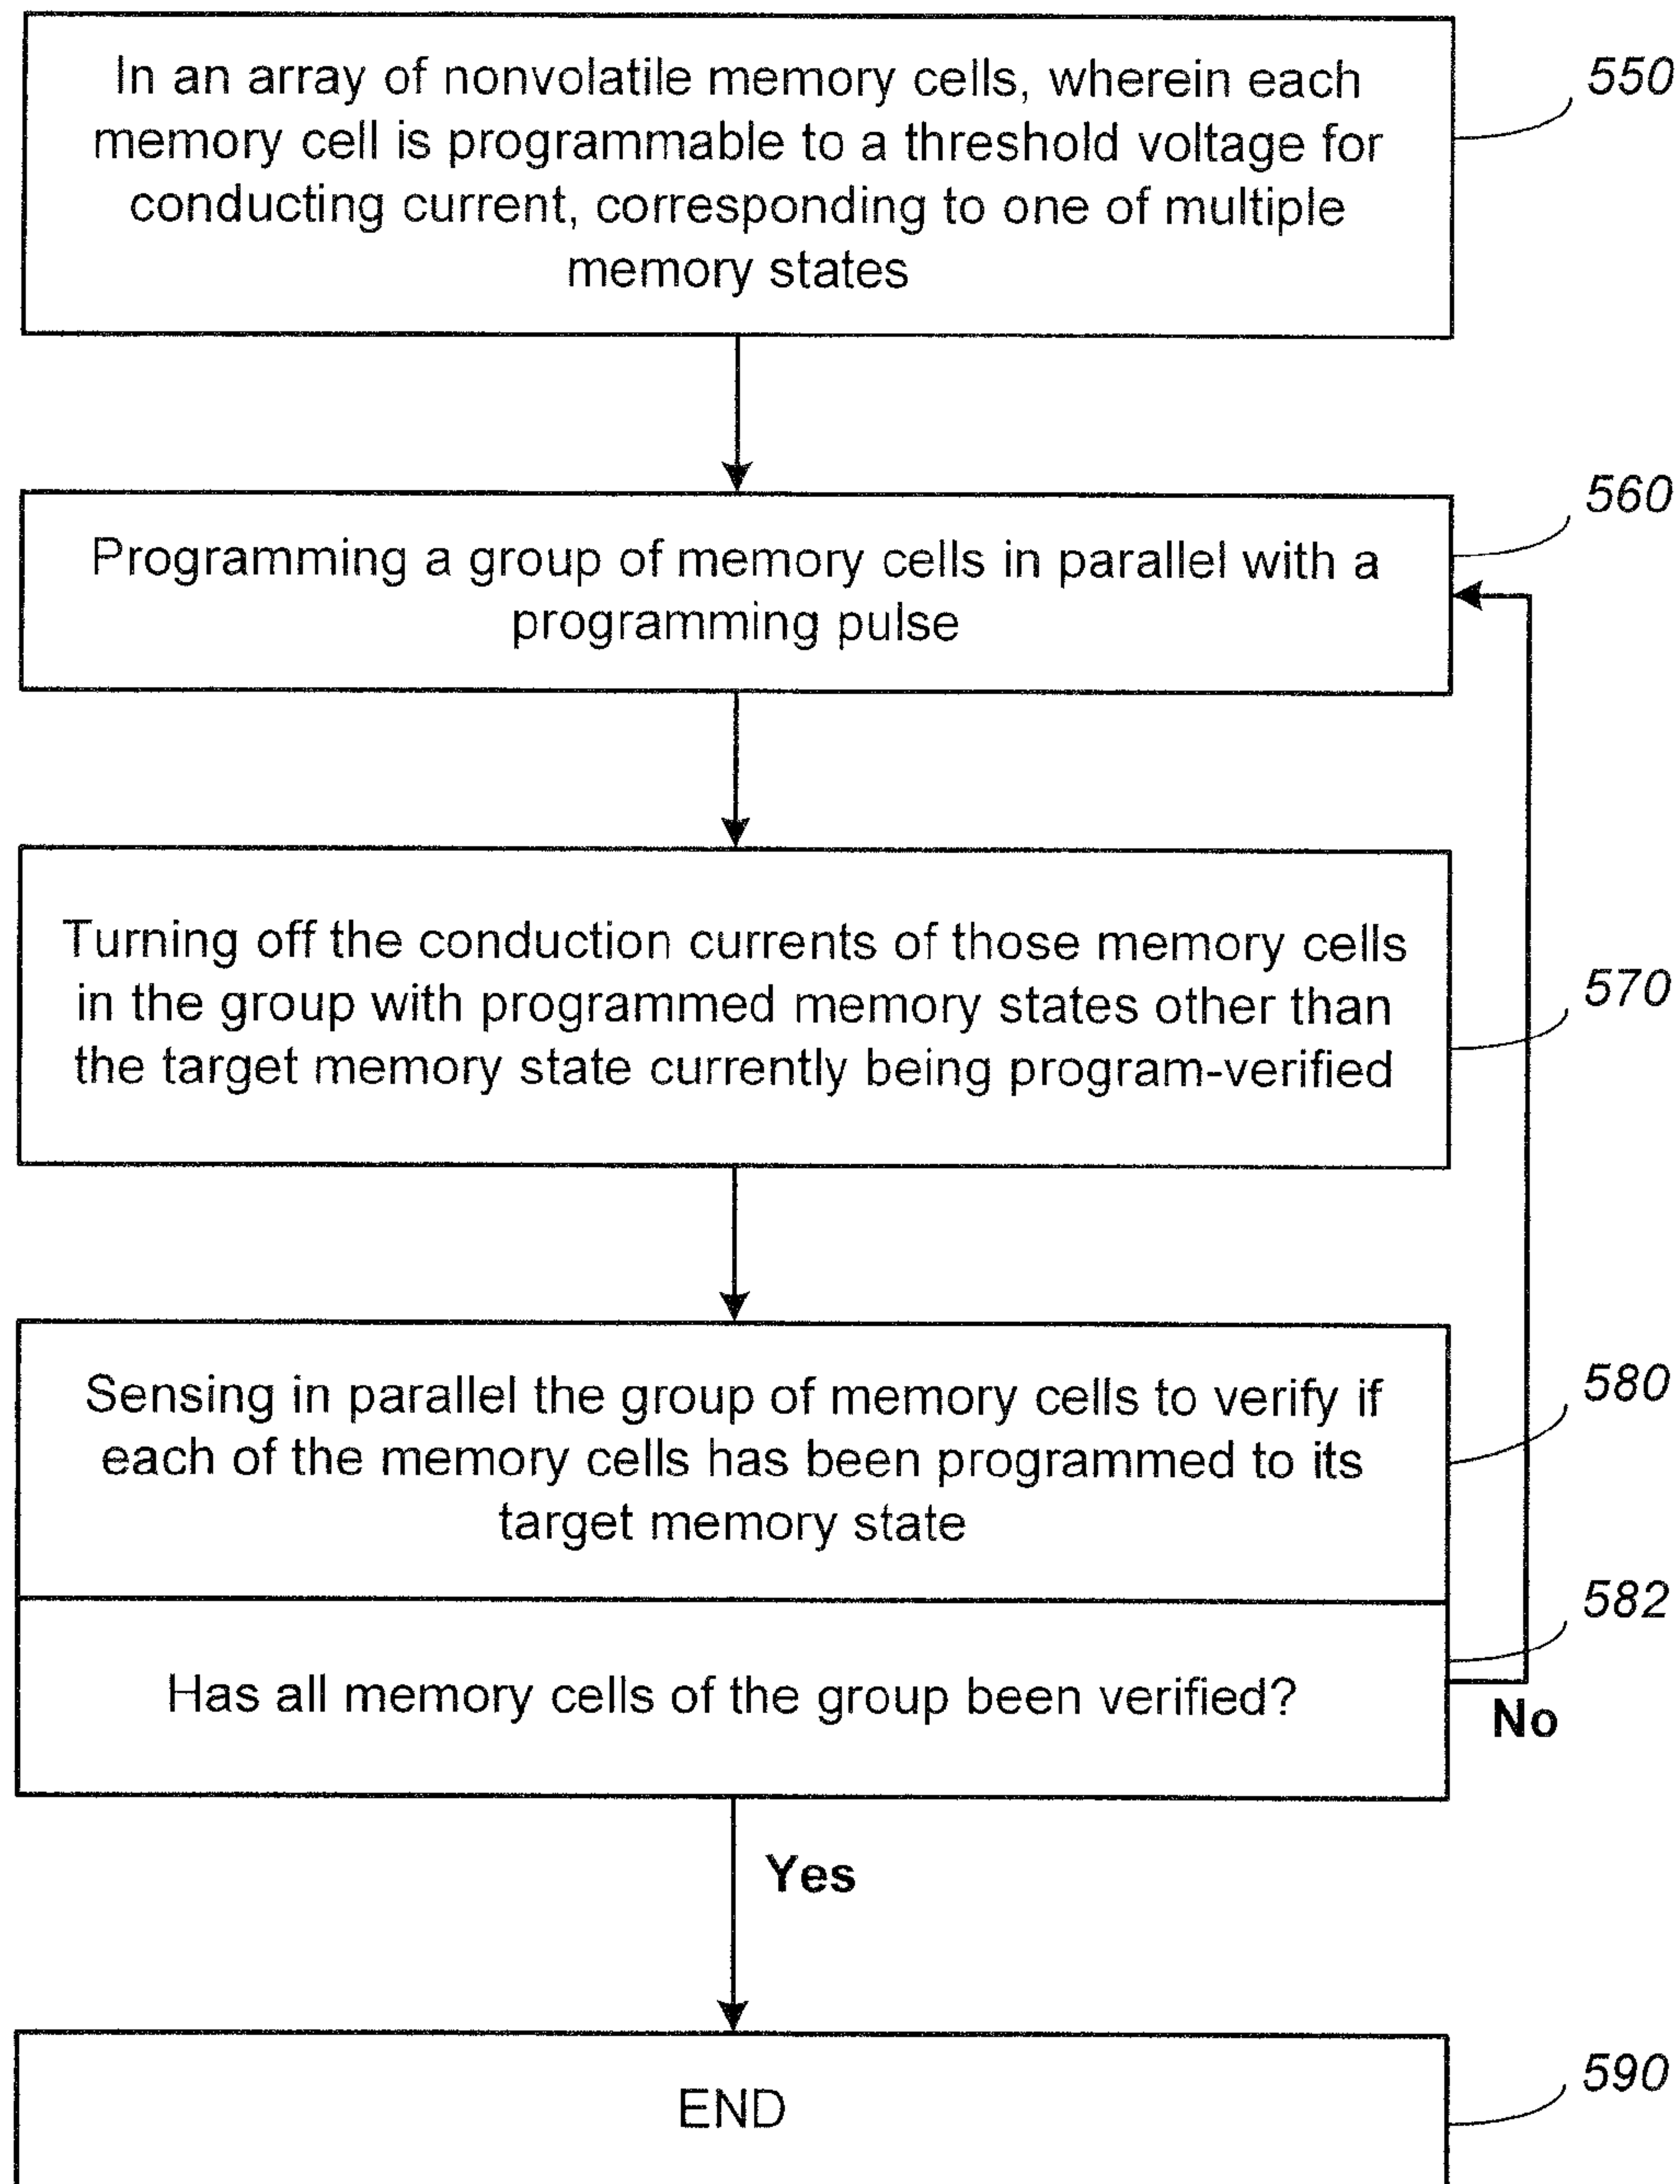 In an array of nonvolatile memory cells, wherein each
memory cell is programmable to a threshold voltage for
conducting current, corresponding to one of multiple
memory states
550
560
Programming a group of memory cells in parallel with a
programming pulse
Turning off the conduction currents of those memory cells
in the group with programmed memory states other than
the target memory state currently being program-verified
570
Sensing in parallel the group of memory cells to verify if
each of the memory cells has been programmed to its
target memory state
580
582
Has all memory cells of the group been verified?
No
Yes
END
590